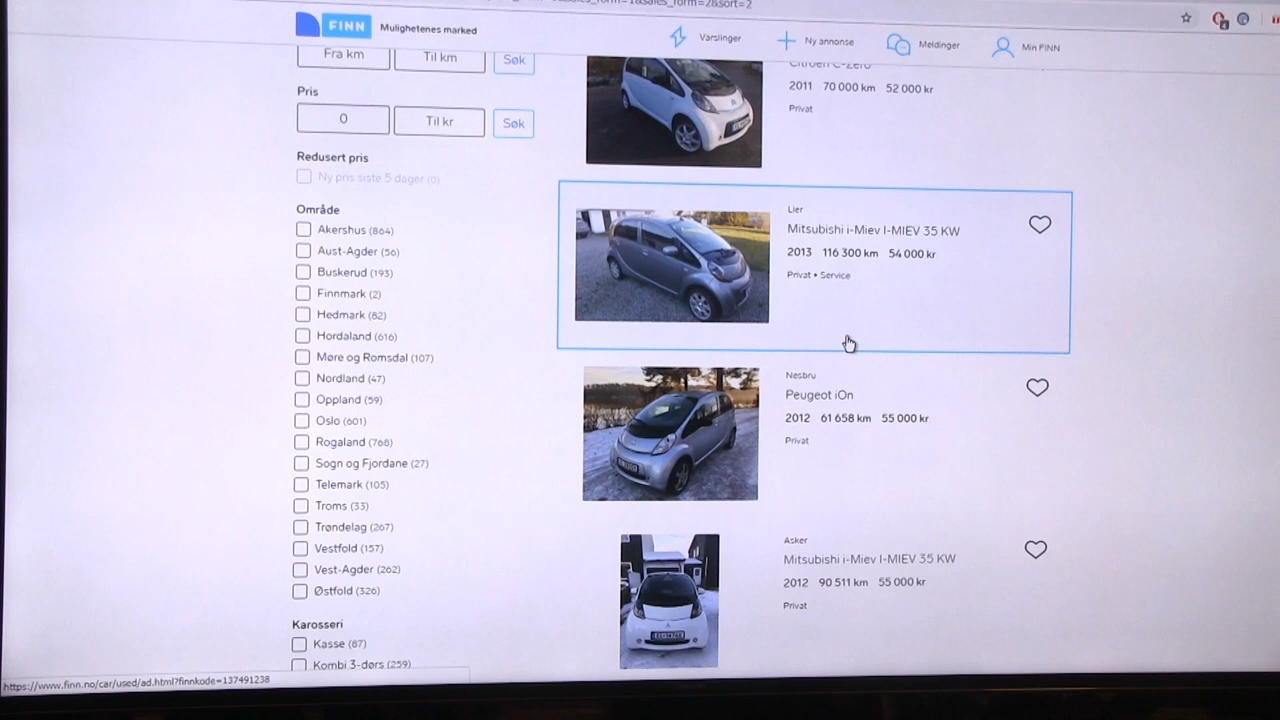 FINN Mulighetenes marked
Varslinger
Ny annonse
Meldinger
Min FINN
Fra km
Til km
Søk
Pris
0
Til kr
Søk
Redusert pris
Ny pris siste 5 dager (0)
Område
Akershus (864)
Aust-Agder (56)
Buskerud (193)
Finnmark (2)
Hedmark (82)
Hordaland (616)
Møre og Romsdal (107)
Nordland (47)
Oppland (59)
Oslo (601)
Rogaland (768)
Sogn og Fjordane (27)
Telemark (105)
Troms (33)
Trøndelag (267)
Vestfold (157)
Vest-Agder (262)
Østfold (326)
Karosseri
Kasse (87)
Kombi 3-dørs (259)
Citroen C-Zero
2011 70 000 km 52 000 kr
Privat
Lier
Mitsubishi i-Miev I-MIEV 35 KW
2013 116 300 km 54 000 kr
Privat • Service
Nesbru
Peugeot iOn
2012 61 658 km 55 000 kr
Privat
Asker
Mitsubishi i-Miev I-MIEV 35 KW
2012 90 511 km 55 000 kr
Privat
https://www.finn.no/car/used/ad.html?finnkode=137491238